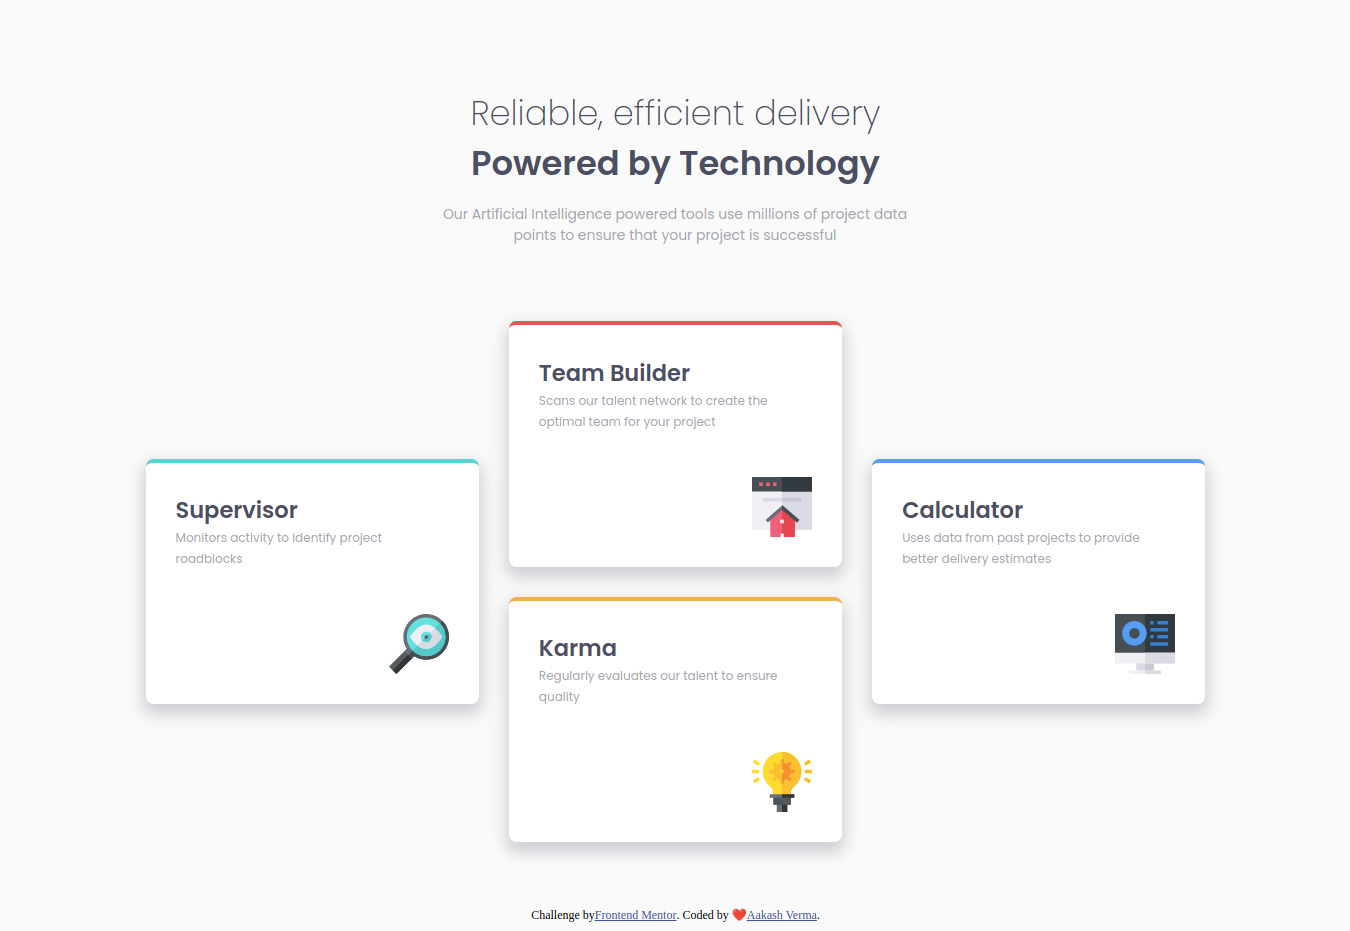 Reliable, efficient delivery
Powered by Technology
Our Artificial Intelligence powered tools use millions of project data
points to ensure that your project is successful
Team Builder
Scans our talent network to create the
optimal team for your project
Supervisor
Monitors activity to identify project
roadblocks
Calculator
Uses data from past projects to provide
better delivery estimates
Karma
Regularly evaluates our talent to ensure
quality
Challenge byFrontend Mentor. Coded by ❤️Aakash Verma.